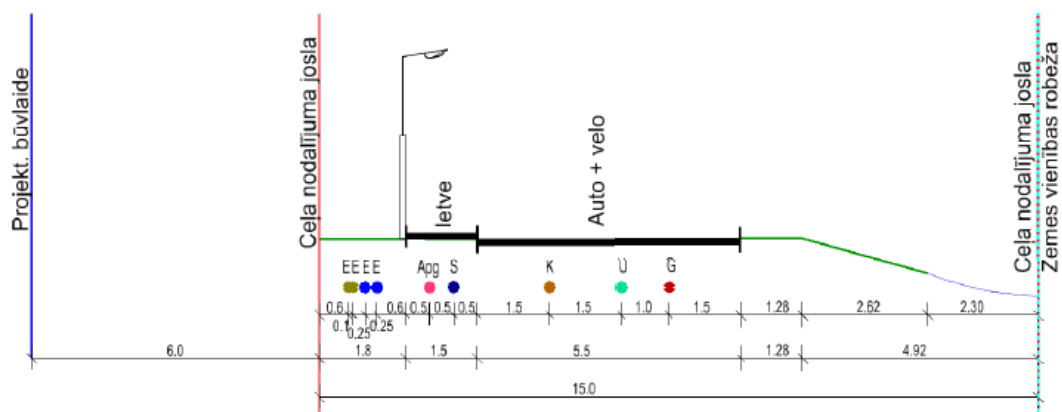 Projekt. būvlaide
Ceļa nodalījuma josla
Ietve
Auto + velo
Ceļa nodalījuma josla
Zemes vienības robeža
EEEE Apg S K U G
0.6 0.6 0.5 0.5 0.5 1.5 1.5 1.0 1.5 1.28 2.62 2.30
0.1 0.25 0.25
6.0 1.8 1.5 5.5 1.28 4.92
15.0